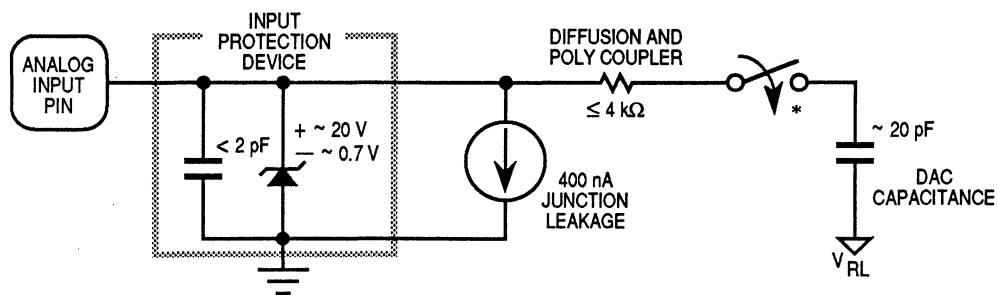 INPUT
PROTECTION
DEVICE
ANALOG
INPUT
PIN
< 2 pF
+ ~ 20 V
— ~ 0.7 V
400 nA
JUNCTION
LEAKAGE
DIFFUSION AND
POLY COUPLER
≤ 4 kΩ
*
~ 20 pF
DAC
CAPACITANCE
VRL